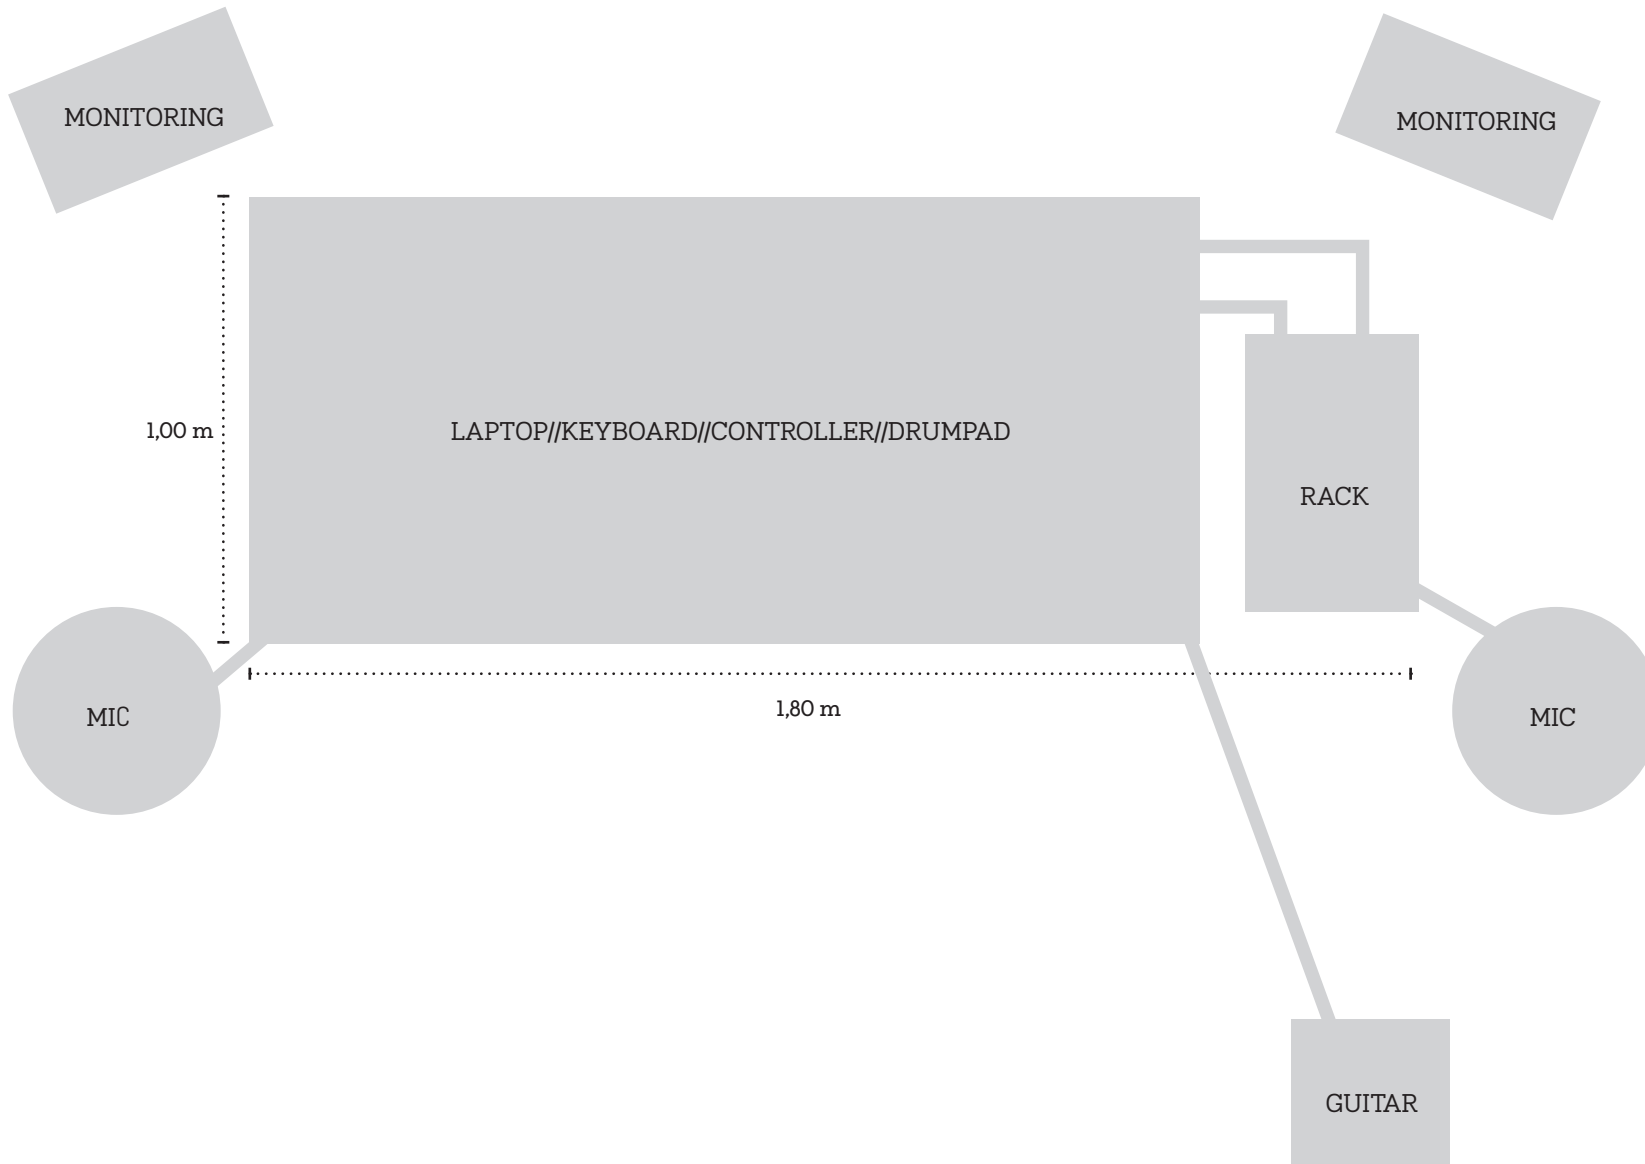 MONITORING
MONITORING
1,00 m
LAPTOP//KEYBOARD//CONTROLLER//DRUMPAD
RACK
MIC
1,80 m
MIC
GUITAR